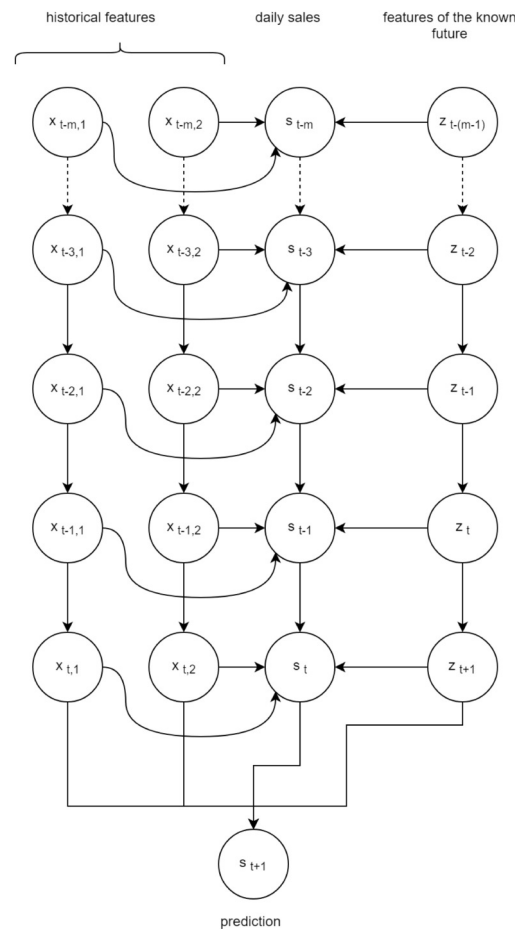 historical features
daily sales
features of the known
future
x t-m,1
x t-m,2
s t-m
z t-(m-1)
x t-3,1
x t-3,2
s t-3
z t-2
x t-2,1
x t-2,2
s t-2
z t-1
x t-1,1
x t-1,2
s t-1
z t
x t,1
x t,2
s t
z t+1
s t+1
prediction